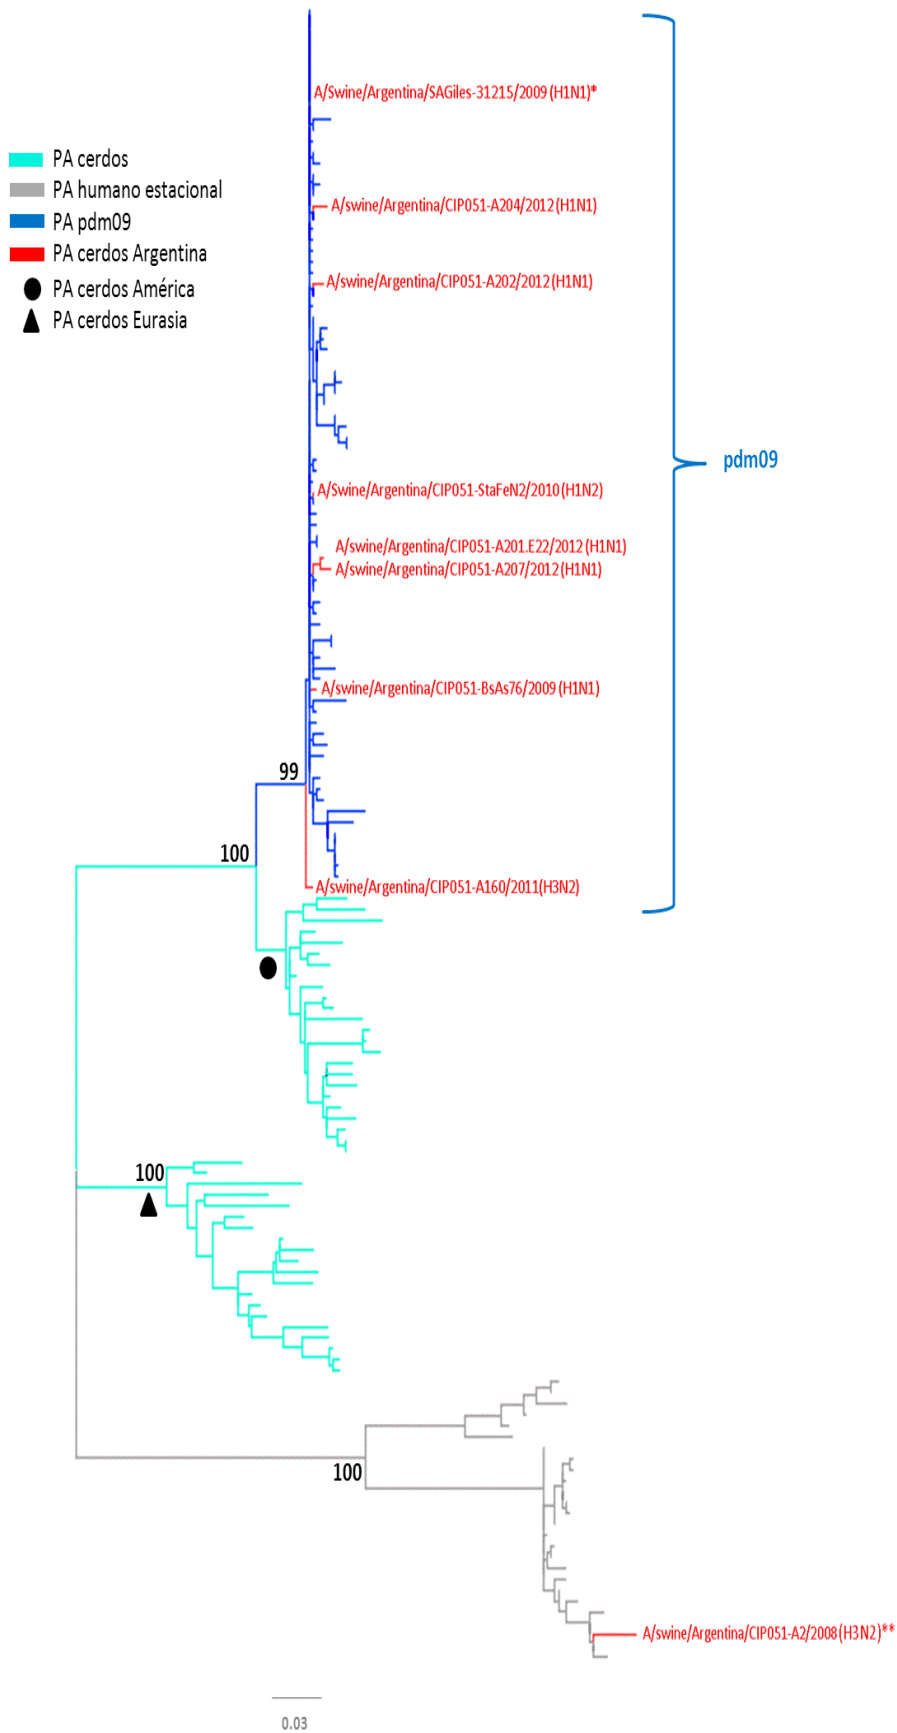 A/Swine/Argentina/SAGiles-31215/2009 (H1N1)*
PA cerdos
PA humano estacional
PA pdm09
PA cerdos Argentina
PA cerdos América
PA cerdos Eurasia
A/swine/Argentina/CIP051-A204/2012 (H1N1)
A/swine/Argentina/CIP051-A202/2012 (H1N1)
pdm09
A/Swine/Argentina/CIP051-StaFeN2/2010 (H1N2)
A/swine/Argentina/CIP051-A201.E22/2012 (H1N1)
A/swine/Argentina/CIP051-A207/2012 (H1N1)
A/swine/Argentina/CIP051-BsAs76/2009 (H1N1)
99
100
A/swine/Argentina/CIP051-A160/2011(H3N2)
100
100
A/swine/Argentina/CIP051-A2/2008 (H3N2)**
0.03